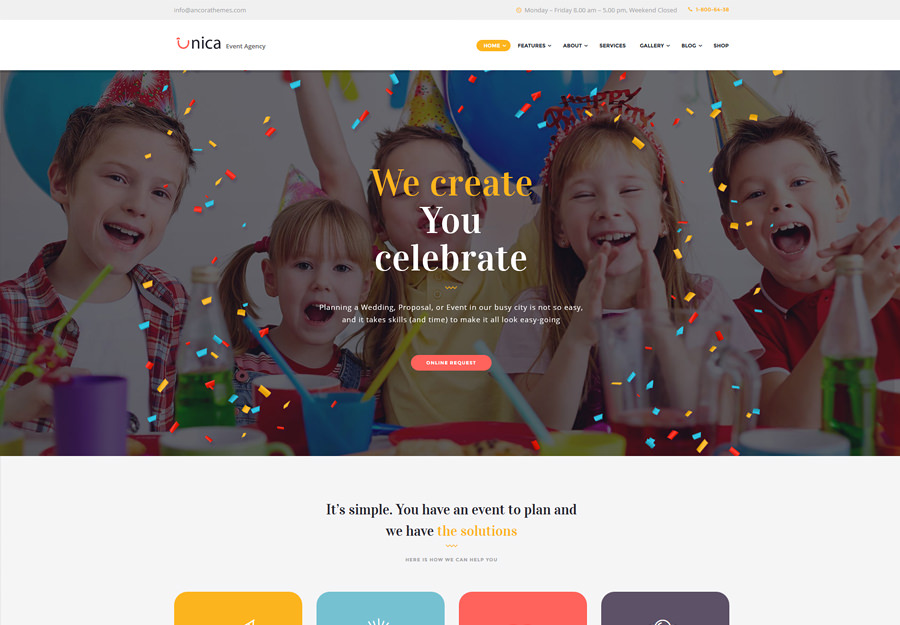 info@ancorathemes.com
Monday – Friday 8.00 am – 5.00 pm, Weekend Closed
1-800-64-38
unica Event Agency
HOME
FEATURES
ABOUT
SERVICES
GALLERY
BLOG
SHOP
We create
You
celebrate
Planning a Wedding, Proposal, or Event in our busy city is not so easy,
and it takes skills (and time) to make it all look easy-going
ONLINE REQUEST
It's simple. You have an event to plan and
we have the solutions
HERE IS HOW WE CAN HELP YOU